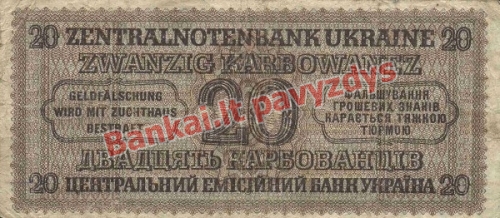 20 ZENTRALNOTENBANK UKRAINE 20
ZWANZIG KARBOWANEZ
GELDFÄLSCHUNG
WIRD MIT ZUCHTHAUS
BESTRAFT
20
ФАЛЬШУВАННЯ
ГРОШЕВИХ ЗНАКІВ
КАРАЄТЬСЯ ТЯЖКОЮ
ТЮРМОЮ
Bankai.lt pavyzdys
ДВАДЦЯТЬ КАРБОВАНЦІВ
20 ЦЕНТРАЛЬНИЙ ЕМІСІЙНИЙ БАНК УКРАЇНА 20